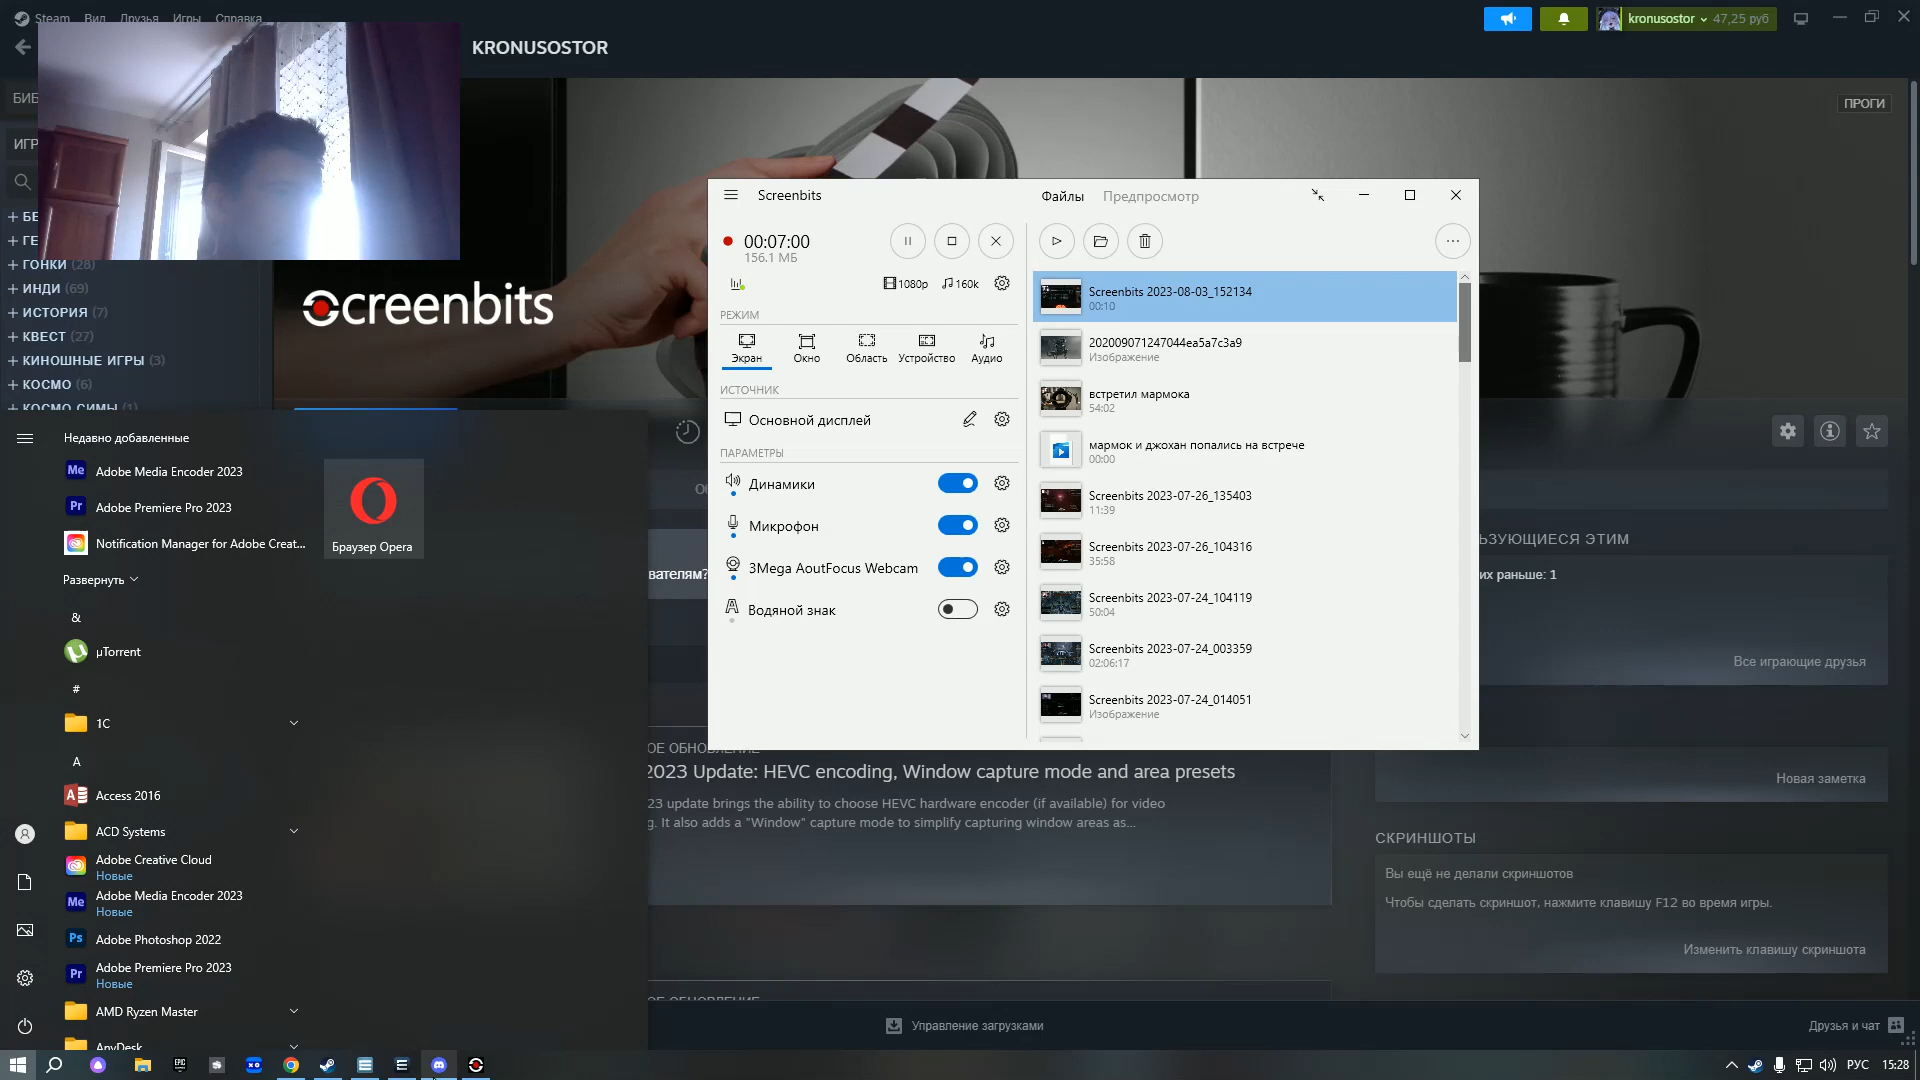 Steam Вид Друзья Игры Справка
kronusostor 47,25 руб
KRONUSOSTOR
ПРОГИ
БИБ
ИГР
+ БЕ
+ ГЕ
+ ГОНКИ (28)
+ ИНДИ (69)
+ ИСТОРИЯ (7)
+ КВЕСТ (27)
+ КИНОШНЫЕ ИГРЫ (3)
+ КОСМО (6)
+ КОСМО СИМЫ (1)
Screenbits
Screenbits
Файлы Предпросмотр
00:07:00
156.1 МБ
1080p 160k
РЕЖИМ
Экран Окно Область Устройство Аудио
ИСТОЧНИК
Основной дисплей
ПАРАМЕТРЫ
Динамики
Микрофон
3Mega AoutFocus Webcam
Водяной знак
Screenbits 2023-08-03_152134
00:10
202009071247044ea5a7c3a9
Изображение
встретил мармока
54:02
мармок и джохан попались на встрече
00:00
Screenbits 2023-07-26_135403
11:39
Screenbits 2023-07-26_104316
35:58
Screenbits 2023-07-24_104119
50:04
Screenbits 2023-07-24_003359
02:06:17
Screenbits 2023-07-24_014051
Изображение
Недавно добавленные
Adobe Media Encoder 2023
Adobe Premiere Pro 2023
Notification Manager for Adobe Creat...
Развернуть
Браузер Opera
&
µTorrent
#
1C
A
Access 2016
ACD Systems
Adobe Creative Cloud
Новые
Adobe Media Encoder 2023
Новые
Adobe Photoshop 2022
Adobe Premiere Pro 2023
Новые
AMD Ryzen Master
AnyDesk
вателям?
ОЕ ОБНОВЛЕНИЕ
2023 Update: HEVC encoding, Window capture mode and area presets
23 update brings the ability to choose HEVC hardware encoder (if available) for video
g. It also adds a "Window" capture mode to simplify capturing window areas as...
ОЕ ОБНОВЛЕНИЕ
ЬЗУЮЩИЕСЯ ЭТИМ
их раньше: 1
Все играющие друзья
Новая заметка
СКРИНШОТЫ
Вы ещё не делали скриншотов
Чтобы сделать скриншот, нажмите клавишу F12 во время игры.
Изменить клавишу скриншота
Управление загрузками
Друзья и чат
РУС 15:28